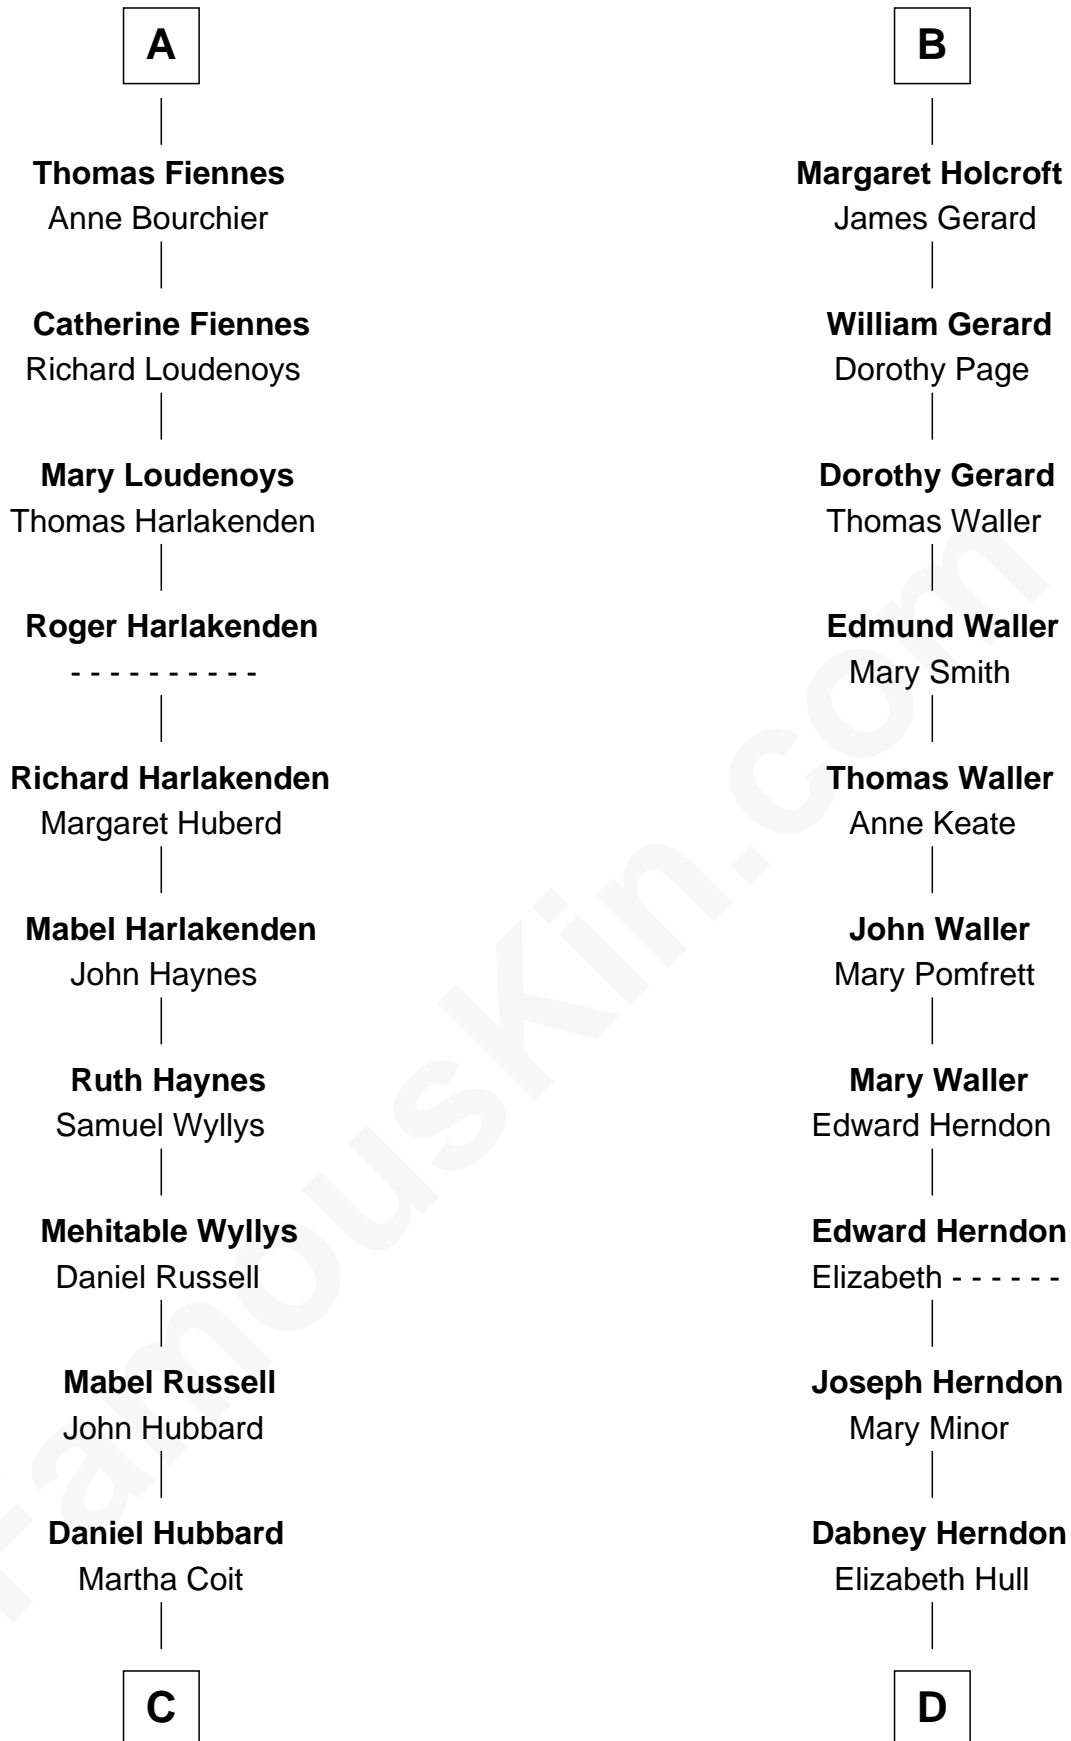 A
Thomas Fiennes
Anne Bourchier
Catherine Fiennes
Richard Loudenoys
Mary Loudenoys
Thomas Harlakenden
Roger Harlakenden
- - - - - - - - - -
Richard Harlakenden
Margaret Huberd
Mabel Harlakenden
John Haynes
Ruth Haynes
Samuel Wyllys
Mehitable Wyllys
Daniel Russell
Mabel Russell
John Hubbard
Daniel Hubbard
Martha Coit
C
B
Margaret Holcroft
James Gerard
William Gerard
Dorothy Page
Dorothy Gerard
Thomas Waller
Edmund Waller
Mary Smith
Thomas Waller
Anne Keate
John Waller
Mary Pomfrett
Mary Waller
Edward Herndon
Edward Herndon
Elizabeth - - - - - -
Joseph Herndon
Mary Minor
Dabney Herndon
Elizabeth Hull
D
FamousKin.com